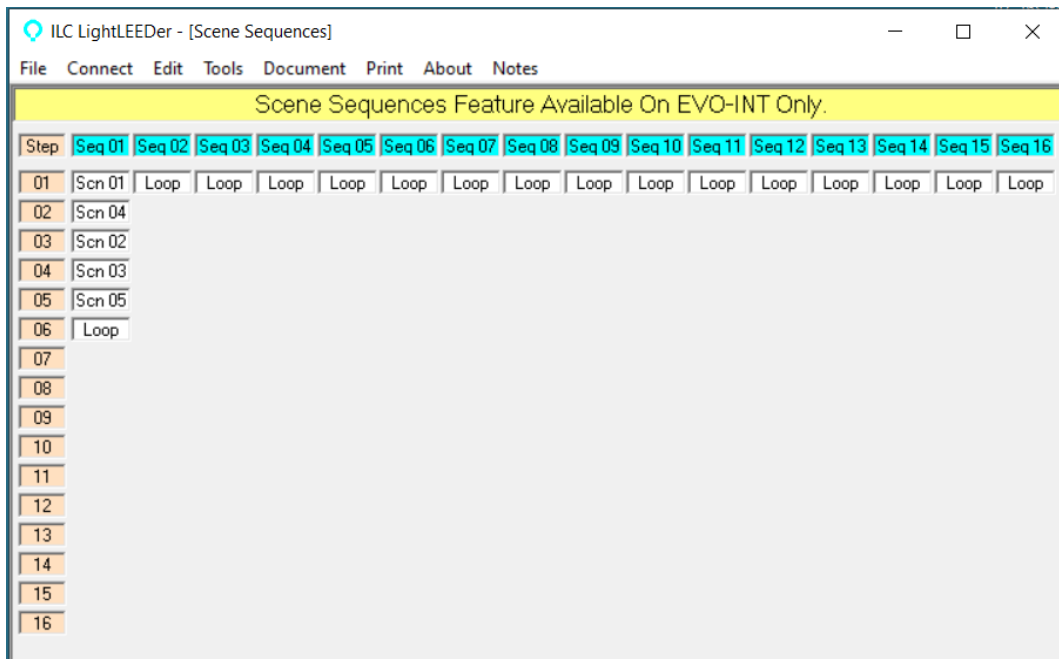 ILC LightLEEDer - [Scene Sequences]
File Connect Edit Tools Document Print About Notes
Scene Sequences Feature Available On EVO-INT Only.
Step Seq 01 Seq 02 Seq 03 Seq 04 Seq 05 Seq 06 Seq 07 Seq 08 Seq 09 Seq 10 Seq 11 Seq 12 Seq 13 Seq 14 Seq 15 Seq 16
01 Scn 01 Loop Loop Loop Loop Loop Loop Loop Loop Loop Loop Loop Loop Loop Loop Loop
02 Scn 04
03 Scn 02
04 Scn 03
05 Scn 05
06 Loop
07
08
09
10
11
12
13
14
15
16